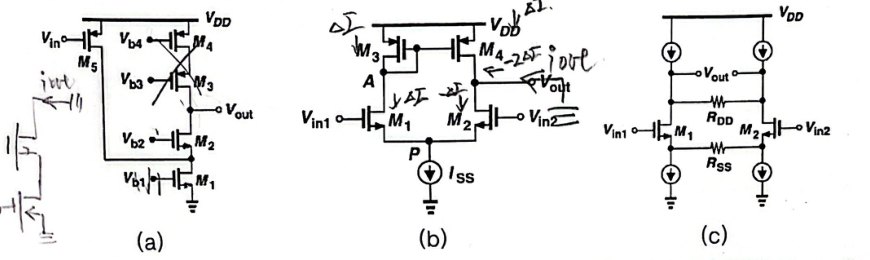 V_DD
V_in
M_5
V_b4
M_4
V_b3
M_3
V_out
V_b2
M_2
V_b1
M_1
iout
(a)
ΔI
V_DD
ΔI
M_3
M_4
-2ΔI
iout
A
V_out
ΔI
ΔI
V_in1
M_1
M_2
V_in2
P
I_SS
(b)
V_DD
V_out
R_DD
V_in1
M_1
M_2
V_in2
R_SS
(c)